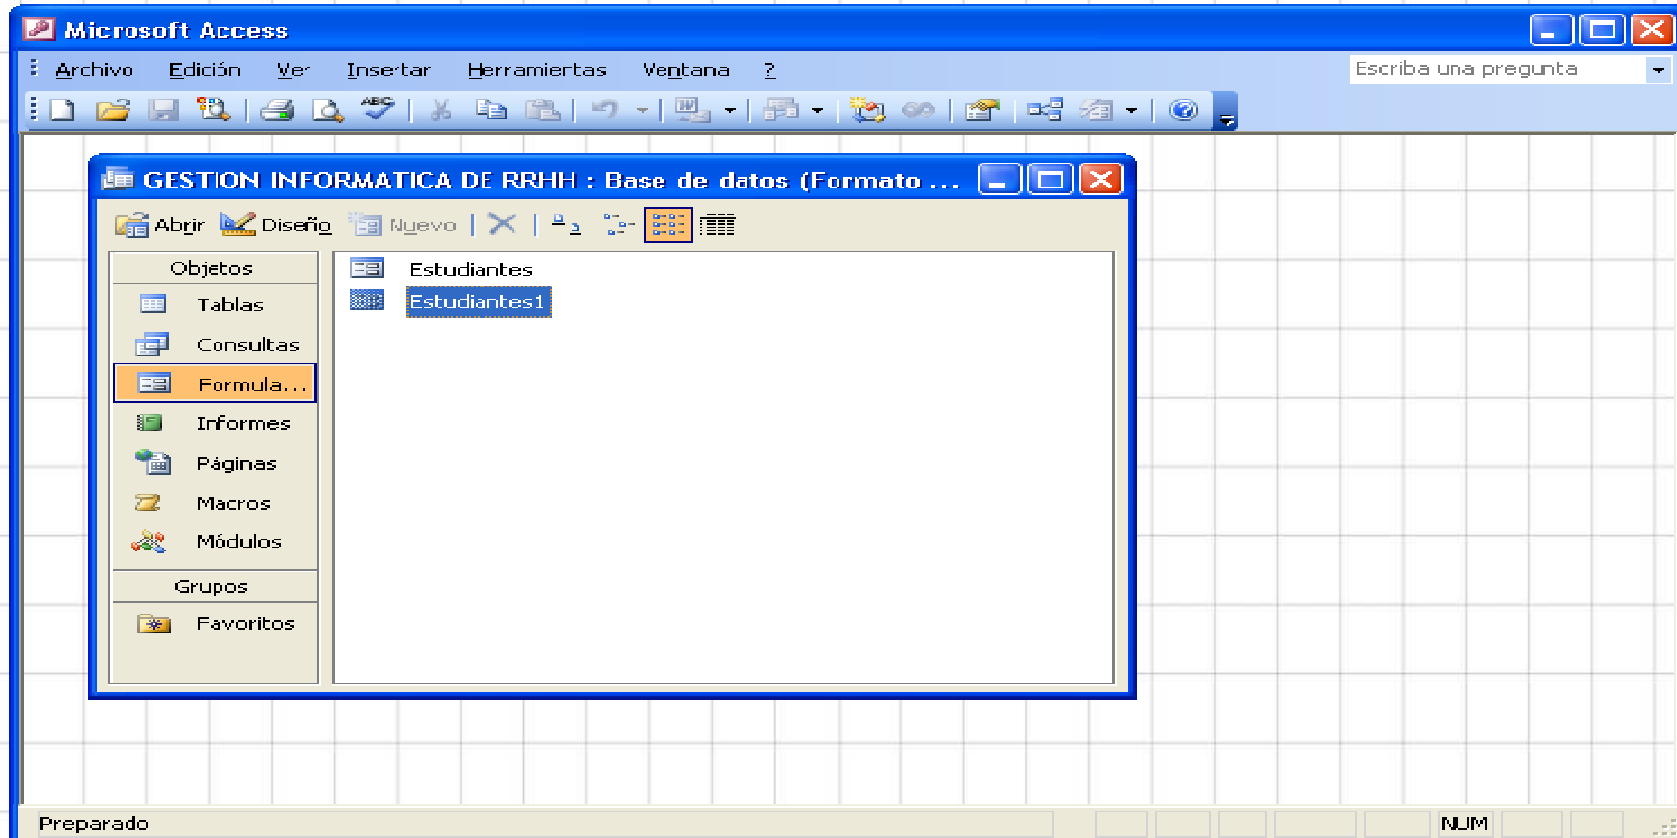 Microsoft Access
Archivo Edición Ver Insertar Herramientas Ventana ?
Escriba una pregunta
GESTION INFORMATICA DE RRHH : Base de datos (Formato ...
Abrir Diseño Nuevo
Objetos
Tablas
Consultas
Formula...
Informes
Páginas
Macros
Módulos
Grupos
Favoritos
Estudiantes
Estudiantes1
Preparado
NUM